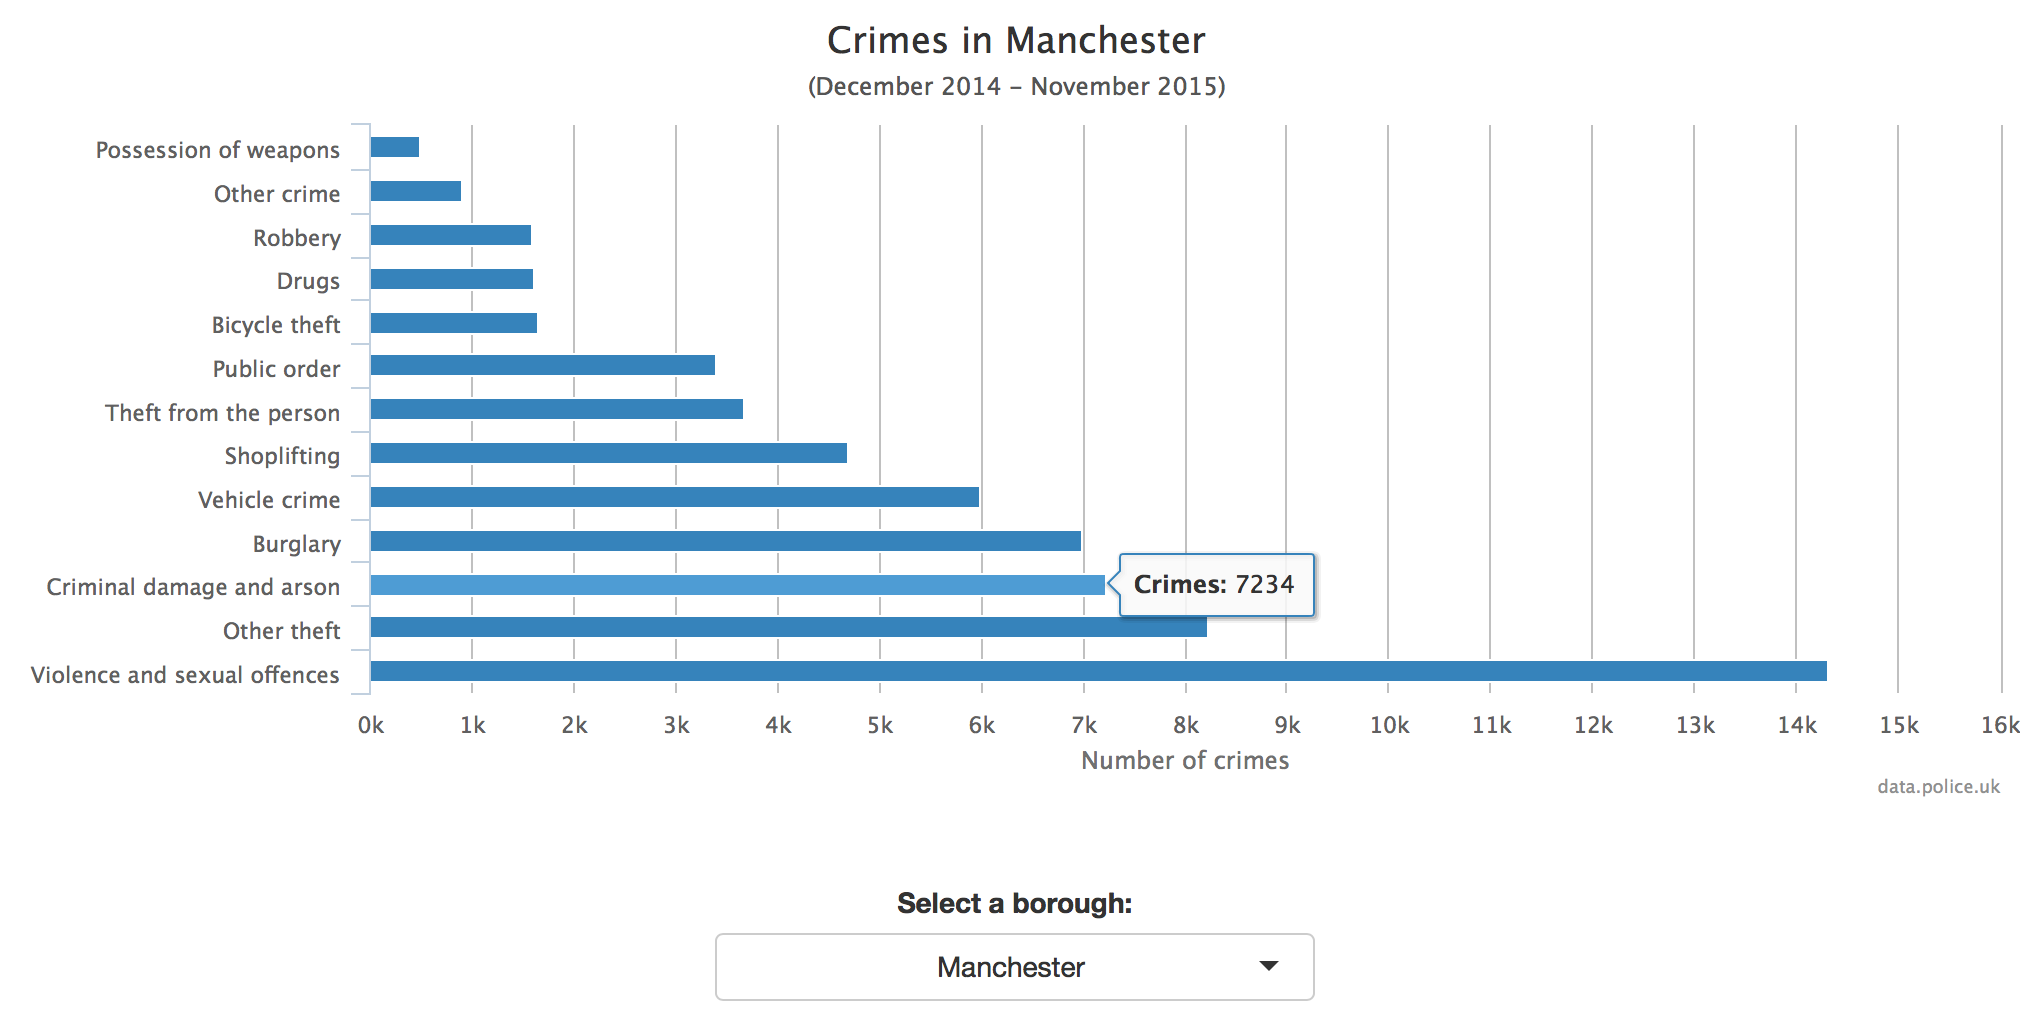 Crimes in Manchester
(December 2014 – November 2015)
Possession of weapons
Other crime
Robbery
Drugs
Bicycle theft
Public order
Theft from the person
Shoplifting
Vehicle crime
Burglary
Criminal damage and arson
Crimes: 7234
Other theft
Violence and sexual offences
0k 1k 2k 3k 4k 5k 6k 7k 8k 9k 10k 11k 12k 13k 14k 15k 16k
Number of crimes
data.police.uk
Select a borough:
Manchester